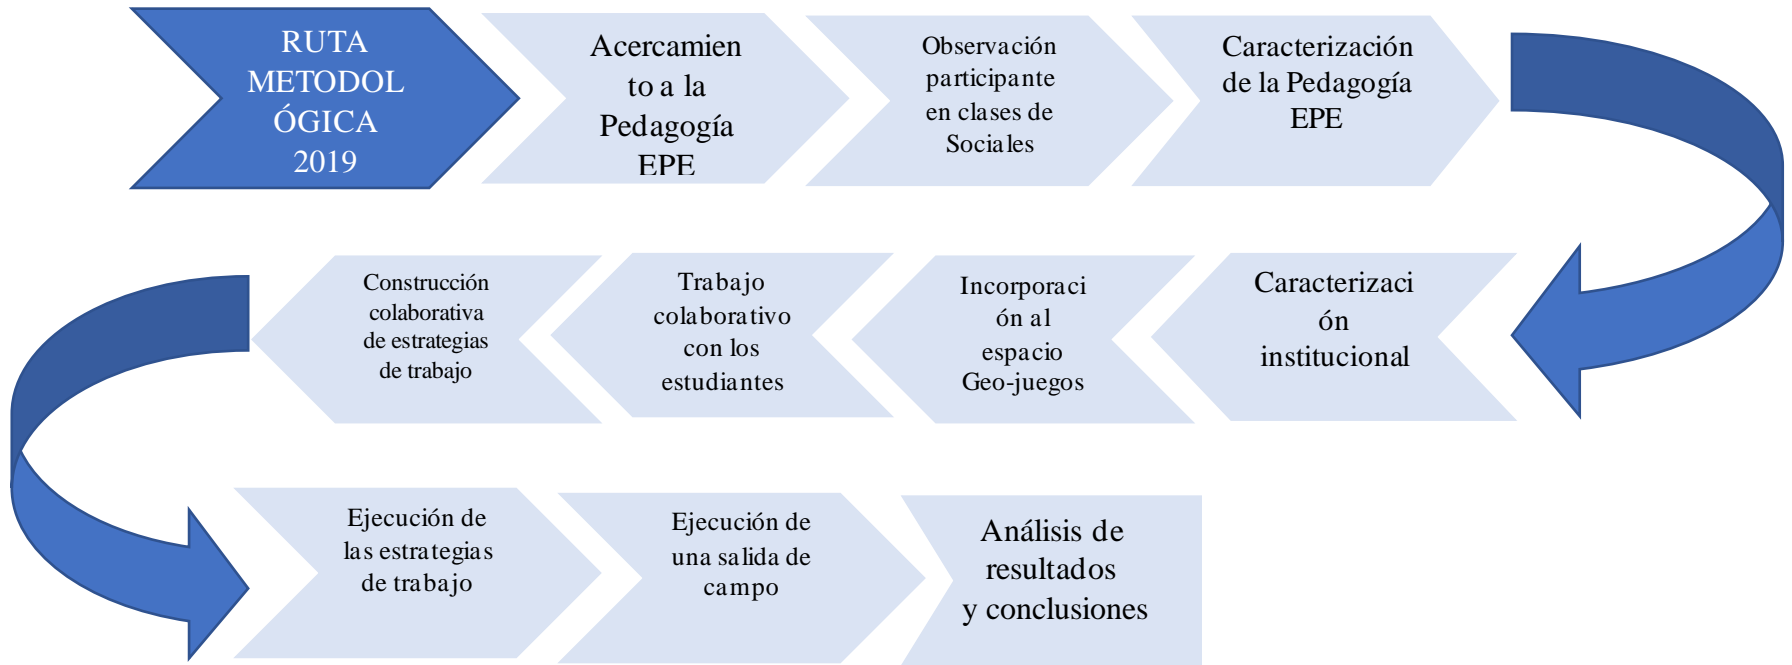 RUTA
METODOL
ÓGICA
2019
Acercamien
to a la
Pedagogía
EPE
Observación
participante
en clases de
Sociales
Caracterización
de la Pedagogía
EPE
Caracterizaci
ón
institucional
Incorporaci
ón al
espacio
Geo-juegos
Trabajo
colaborativo
con los
estudiantes
Construcción
colaborativa
de estrategias
de trabajo
Ejecución de
las estrategias
de trabajo
Ejecución de
una salida de
campo
Análisis de
resultados
y conclusiones